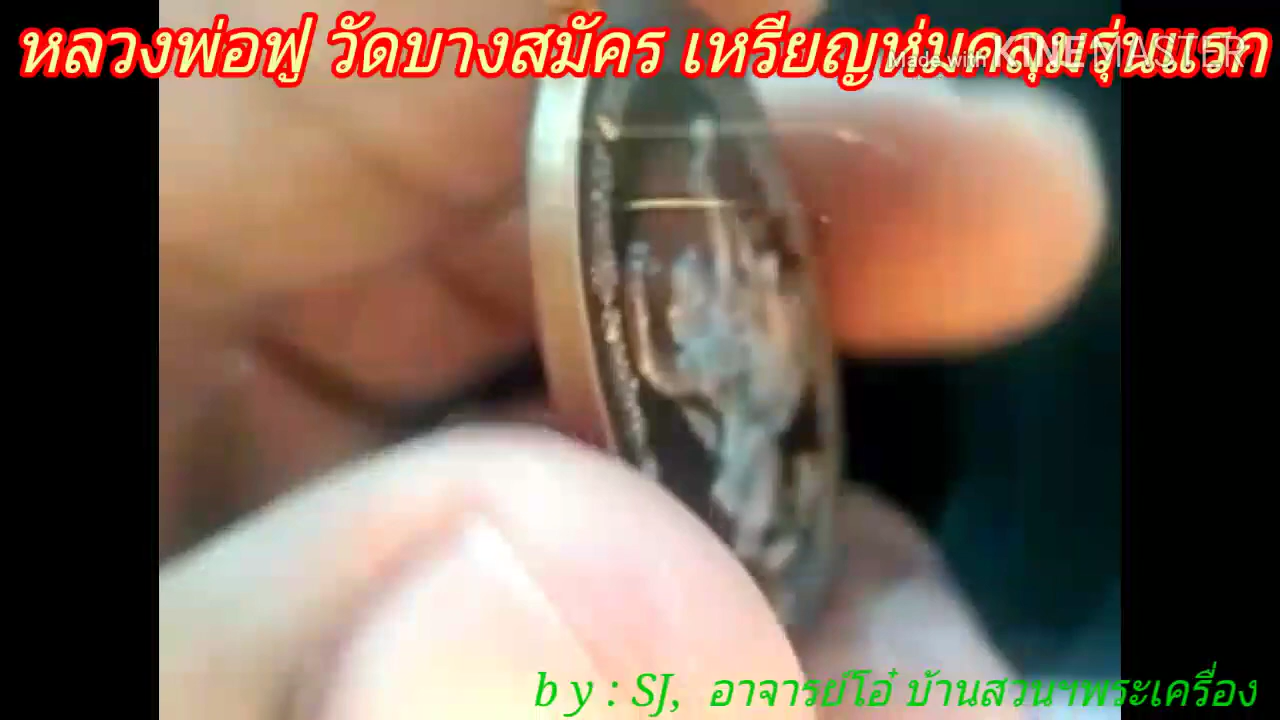 หลวงพ่อฟู วัดบางสมัคร เหรียญห่มคลุมรุ่นแรก
Made with KINEMASTER
by : SJ, อาจารย์โอ๋ บ้านสวนฯพระเครื่อง